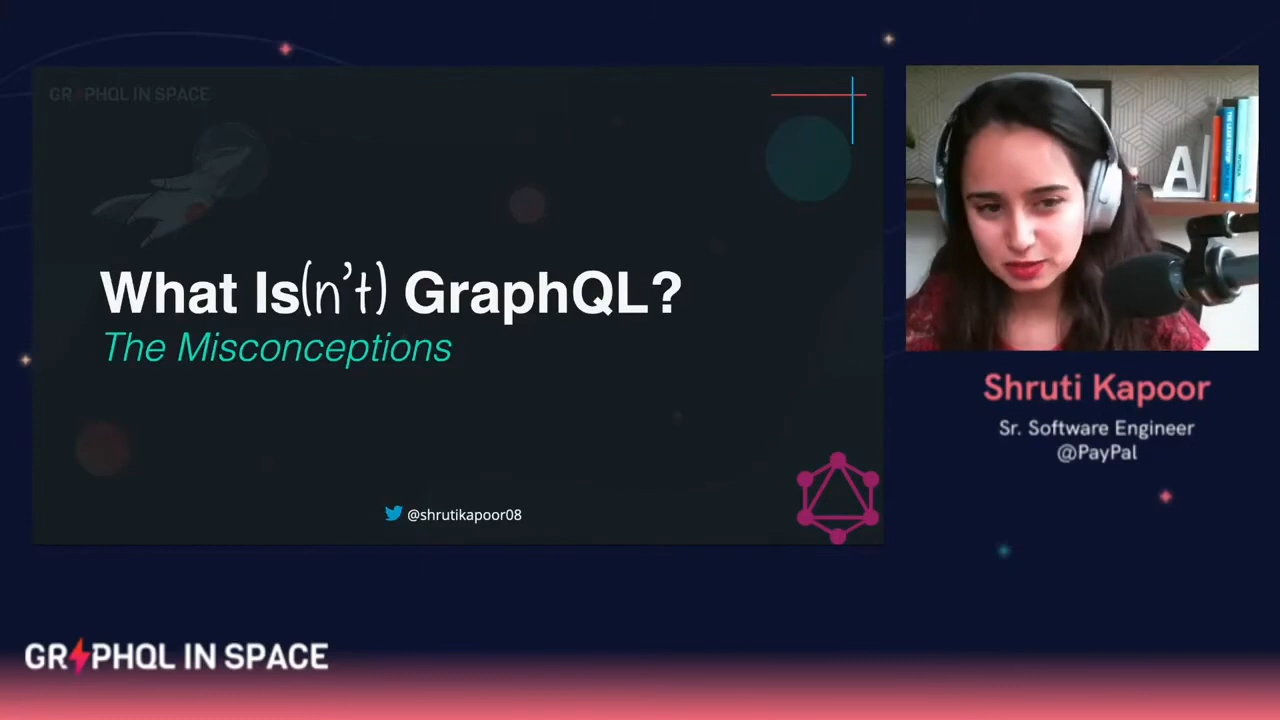 GRAPHQL IN SPACE
What Is(n't) GraphQL?
The Misconceptions
@shrutikapoor08
A
Shruti Kapoor
Sr. Software Engineer
@PayPal
GRAPHQL IN SPACE